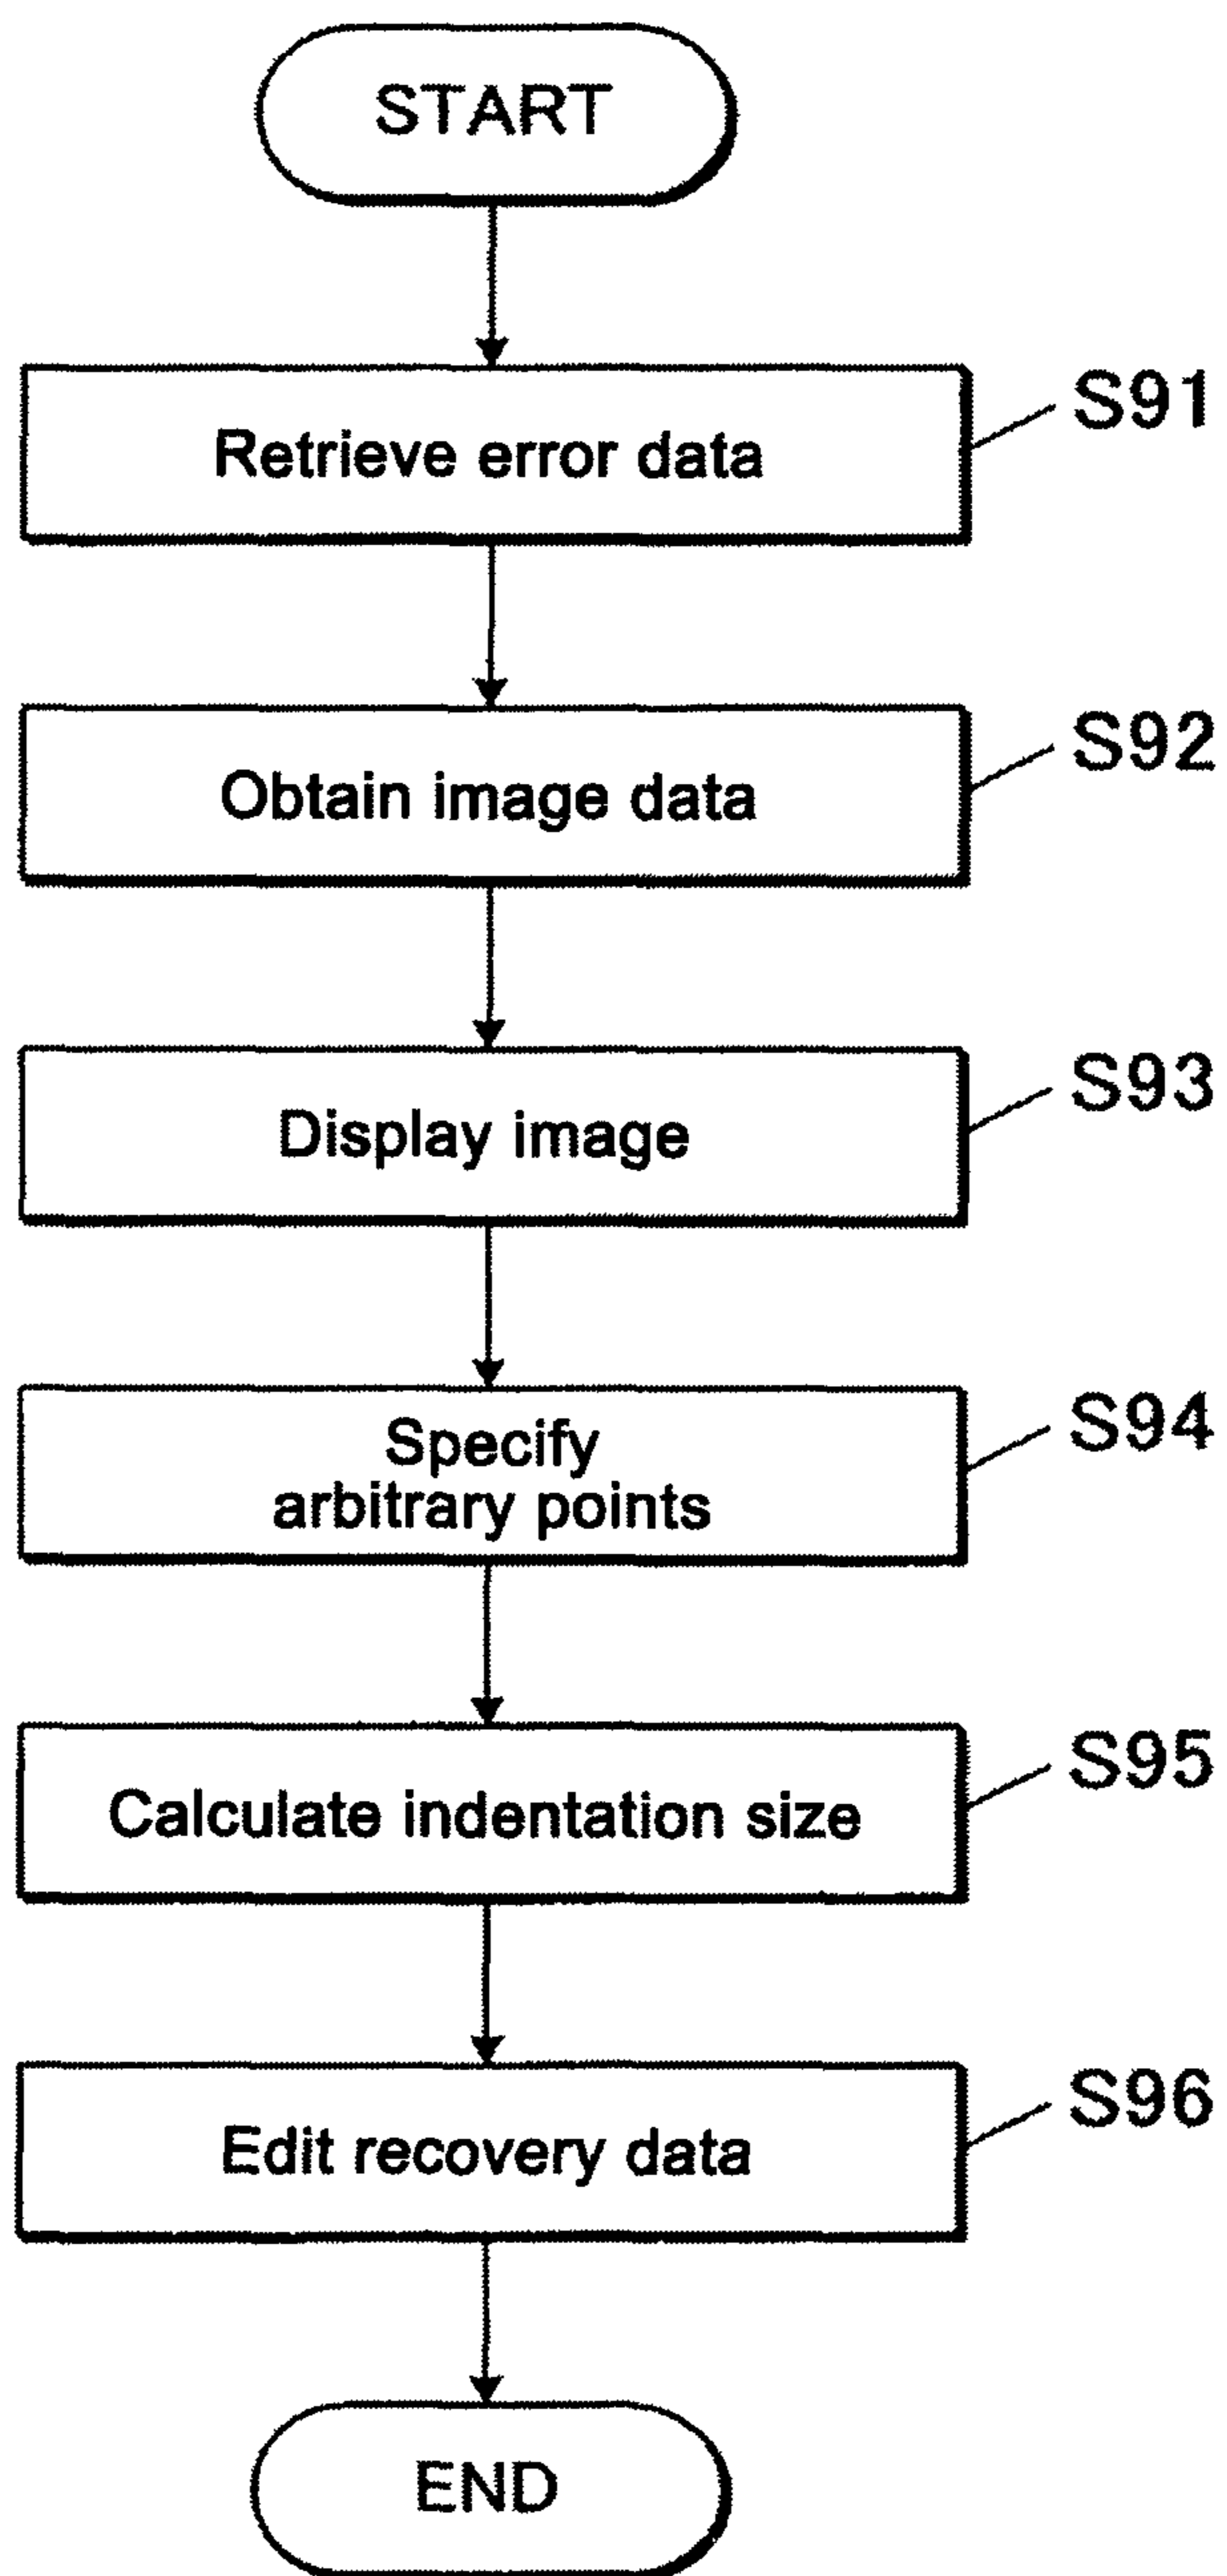 START
Retrieve error data
S91
Obtain image data
S92
Display image
S93
Specify
arbitrary points
S94
Calculate indentation size
S95
Edit recovery data
S96
END